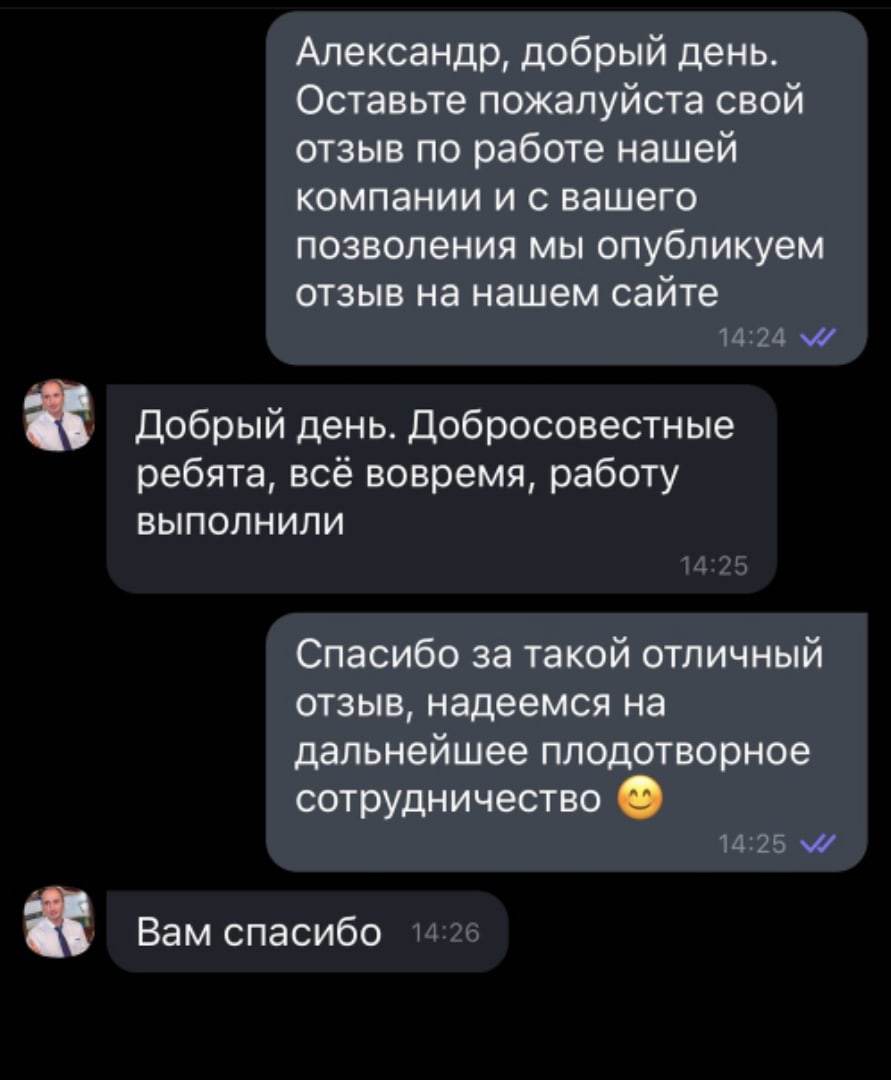 Александр, добрый день.
Оставьте пожалуйста свой
отзыв по работе нашей
компании и с вашего
позволения мы опубликуем
отзыв на нашем сайте
14:24
Добрый день. Добросовестные
ребята, всё вовремя, работу
выполнили
14:25
Спасибо за такой отличный
отзыв, надеемся на
дальнейшее плодотворное
сотрудничество 😊
14:25
Вам спасибо 14:26